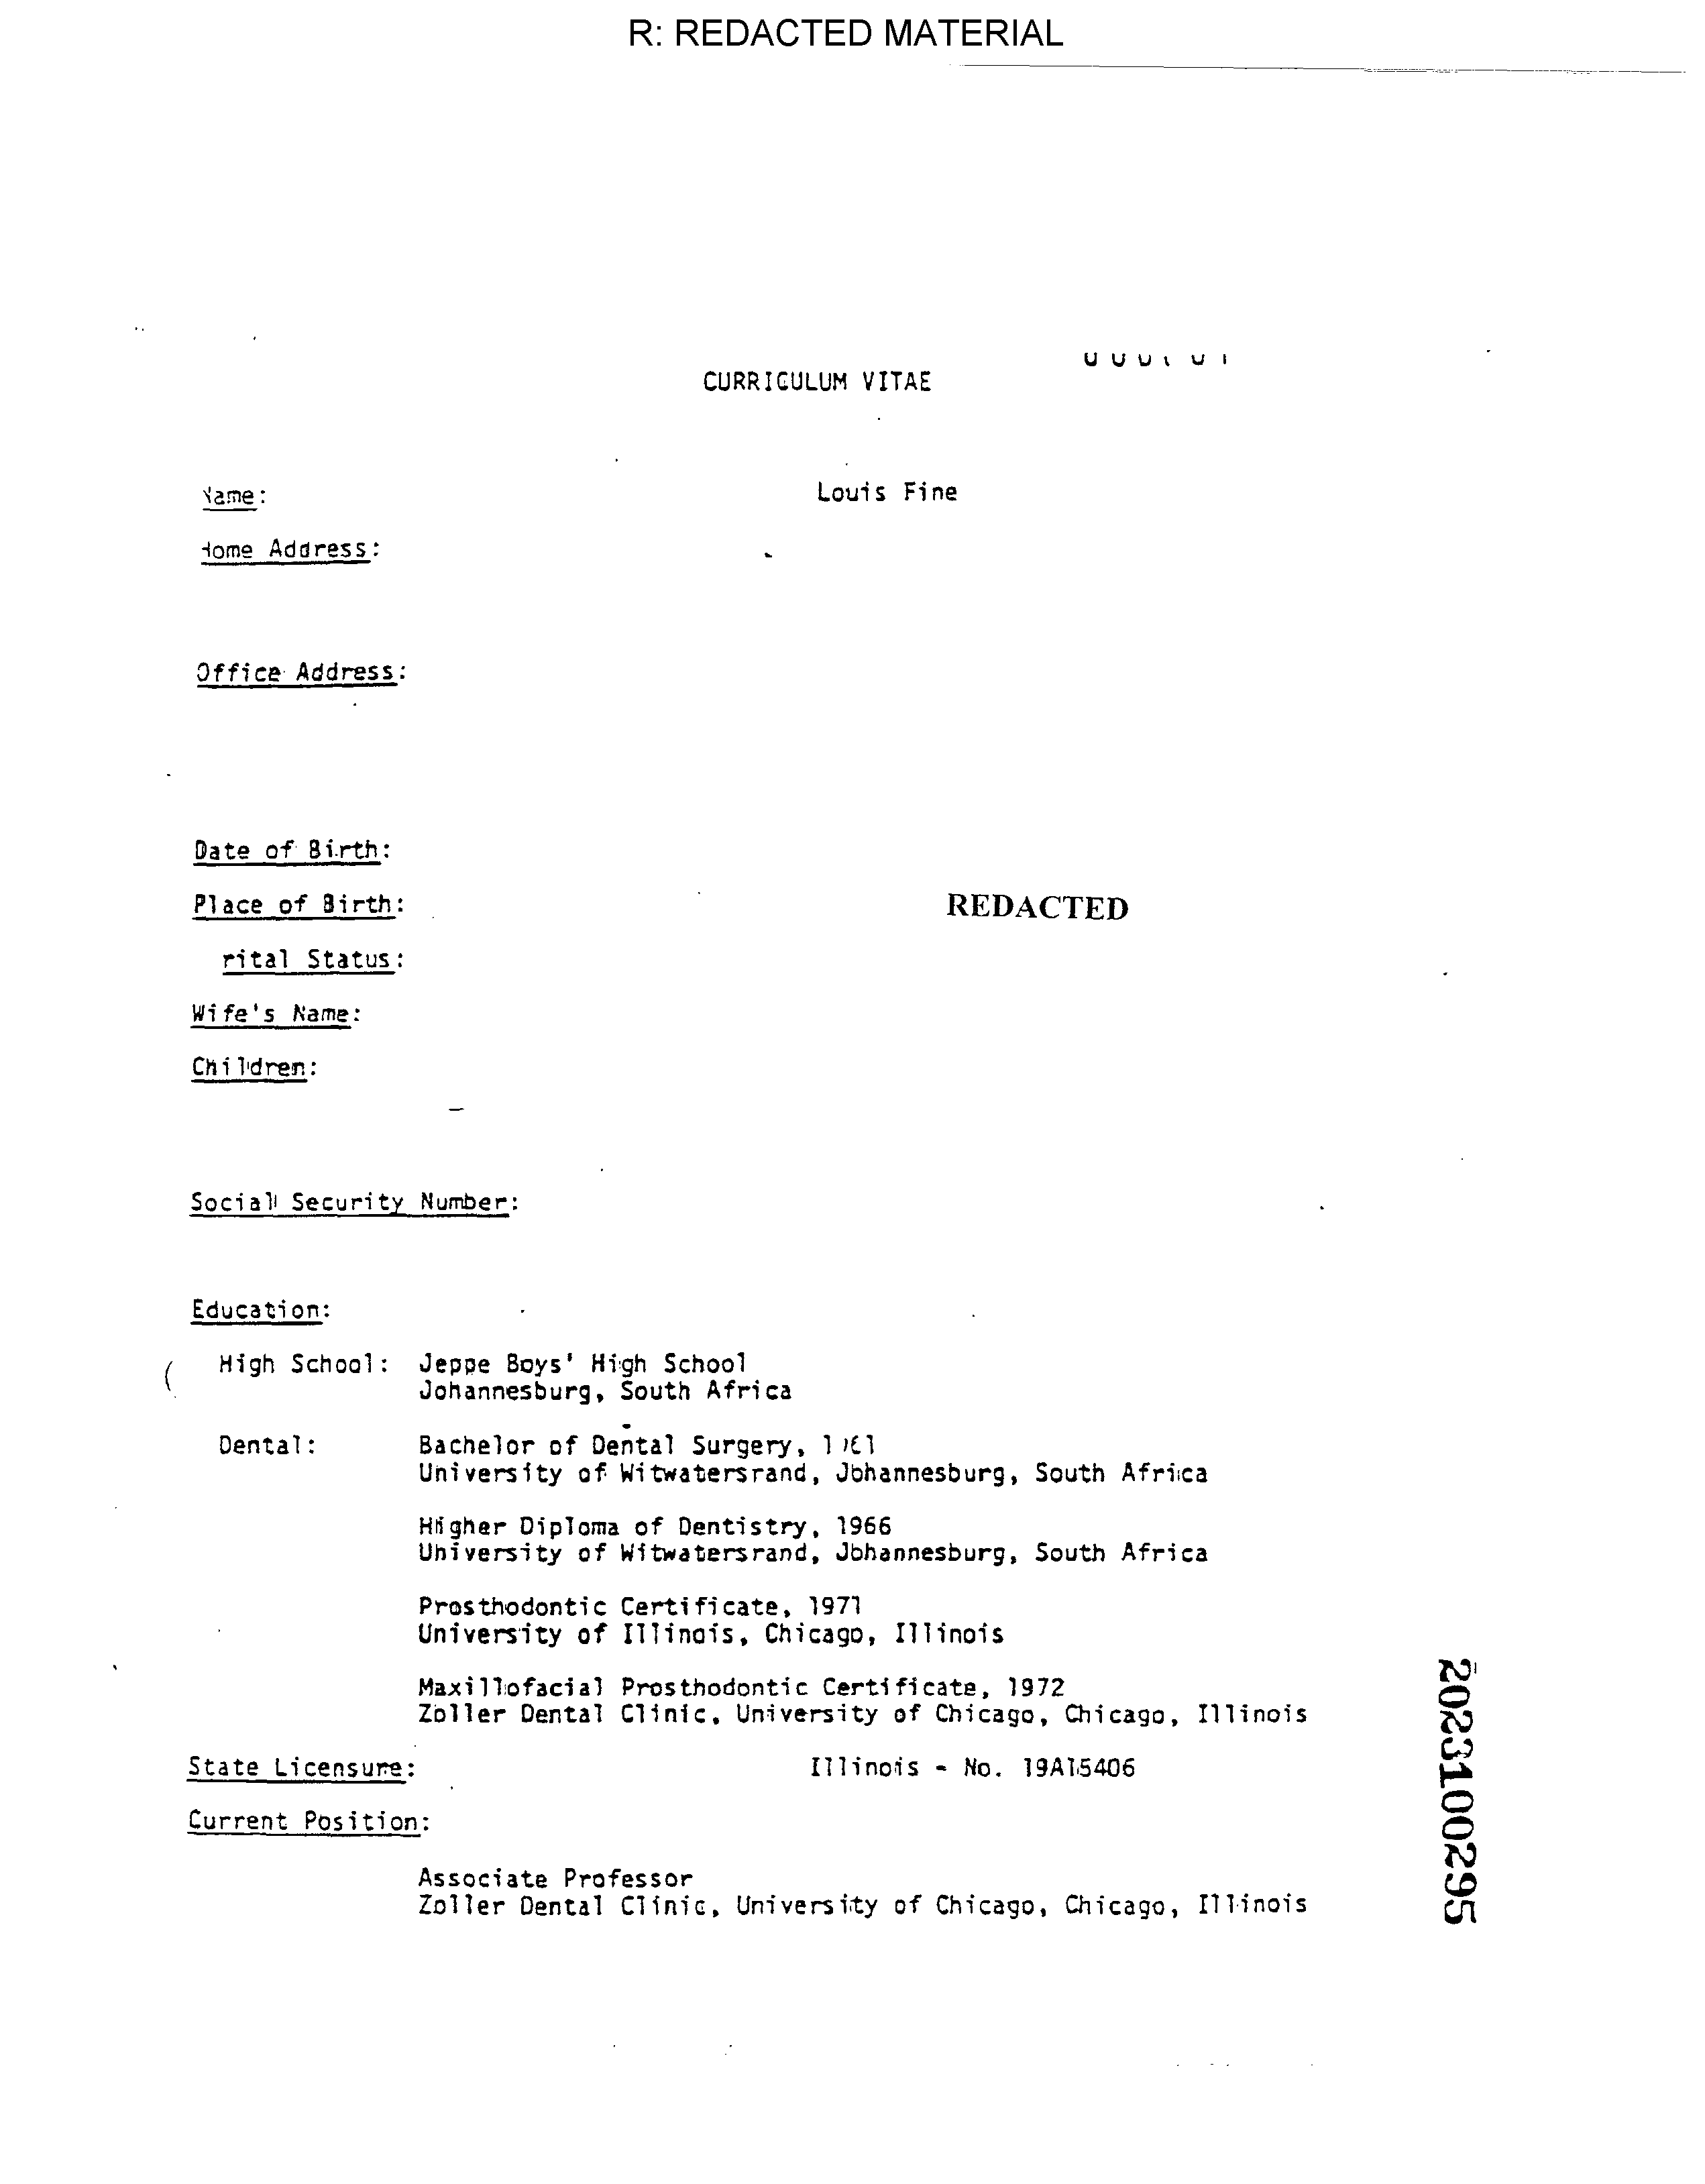 R: REDACTED MATERIAL
CURRICULUM VITAE
Name:
Louis Fine
Home Address:
Office Address:
Date of Birth:
Place of Birth:
REDACTED
rital Status:
Wife's Name:
Children:
Social Security Number:
Education:
High School: Jeppe Boys' High School
Johannesburg, South Africa
Dental: Bachelor of Dental Surgery,
University of Witwatersrand, Johannesburg, South Africa
Higher Diploma of Dentistry, 1966
University of Witwatersrand, Johannesburg, South Africa
Prosthodontic Certificate, 1971
University of Illinois, Chicago, Illinois
Maxillofacial Prosthodontic Certificate, 1972
Zoller Dental Clinic, University of Chicago, Chicago, Illinois
State Licensure: Illinois - No. 19A15406
Current Position:
Associate Professor
Zoller Dental Clinic, University of Chicago, Chicago, Illinois
2023100295